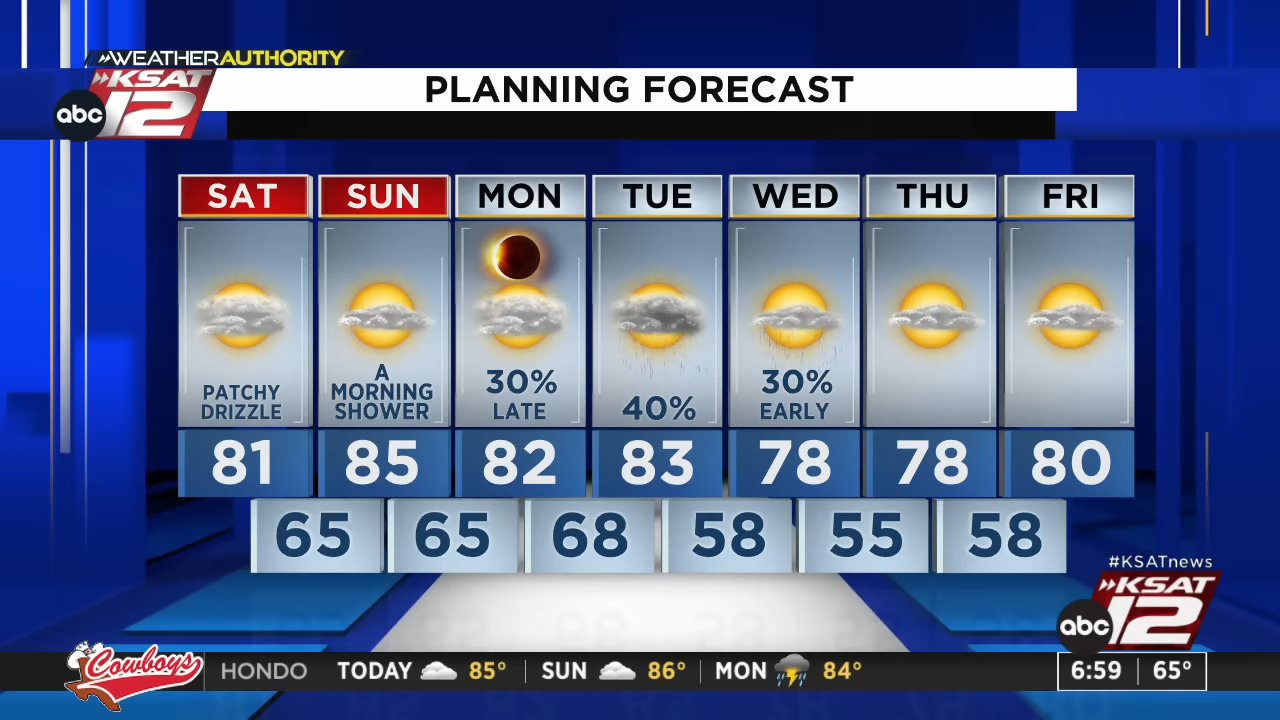 WEATHERAUTHORITY
KSAT
abc 12
PLANNING FORECAST
SAT SUN MON TUE WED THU FRI
PATCHY DRIZZLE
A MORNING SHOWER
30% LATE
40%
30% EARLY
81 85 82 83 78 78 80
65 65 68 58 55 58
#KSATnews
KSAT
abc 12
Cowboys HONDO TODAY 85° SUN 86° MON 84° 6:59 65°